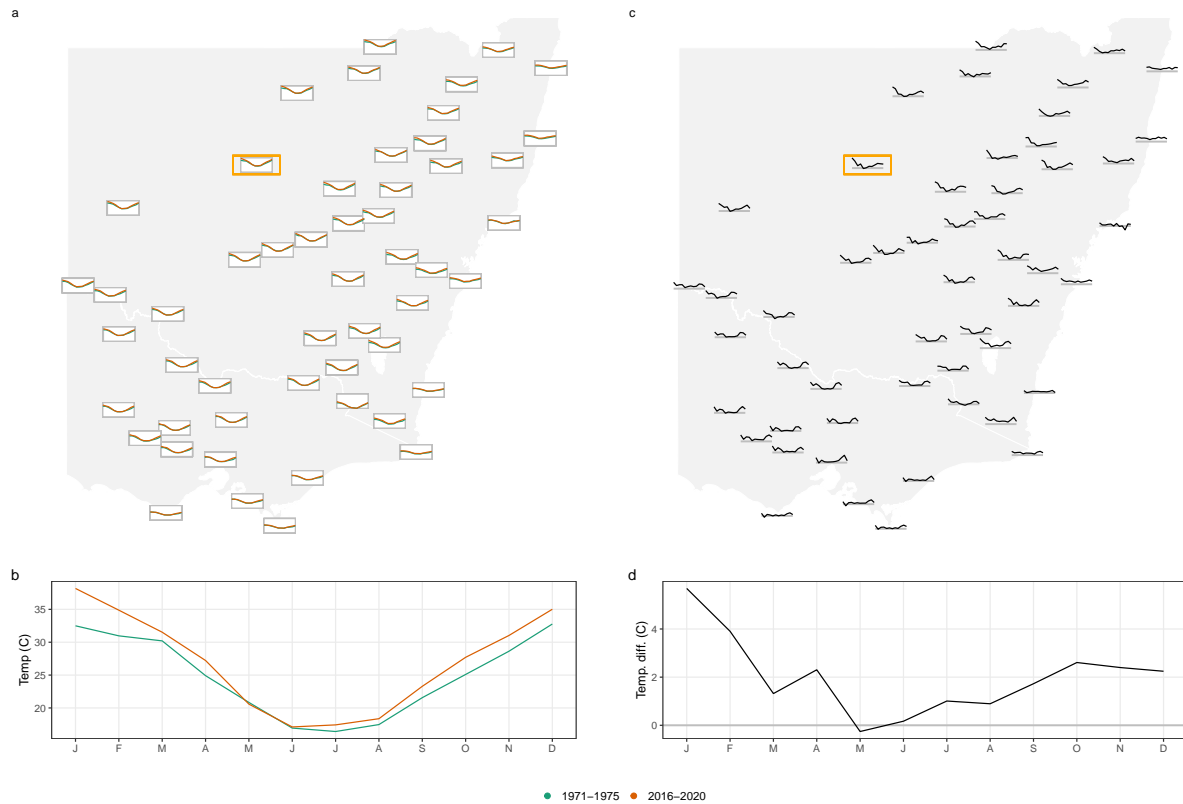 a
c
b
Temp (C)
35
30
25
20
J F M A M J J A S O N D
d
Temp. diff. (C)
4
2
0
J F M A M J J A S O N D
1971–1975 2016–2020